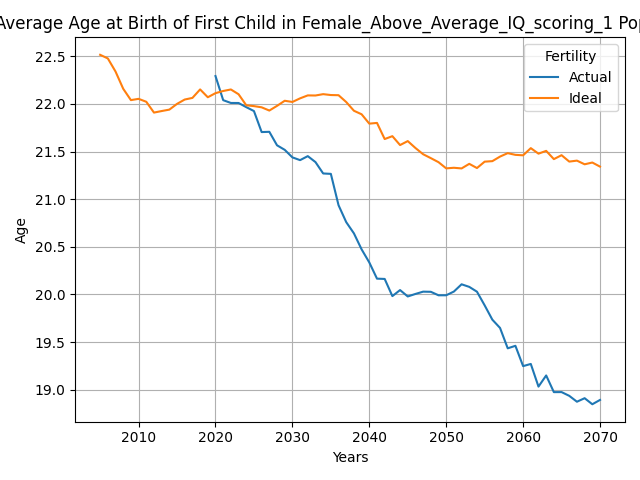 Average Age at Birth of First Child in Female_Above_Average_IQ_scoring_1 Po
Fertility
Actual
Ideal
22.5
22.0
21.5
21.0
20.5
20.0
19.5
19.0
Age
2010 2020 2030 2040 2050 2060 2070
Years